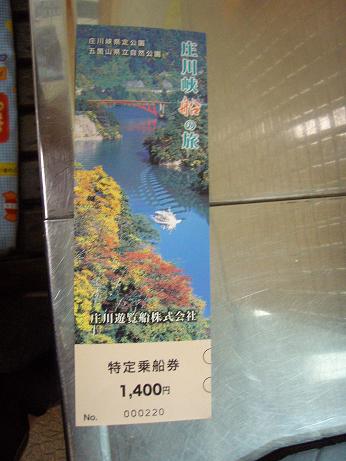 庄川峡県定公園
五箇山県立自然公園
庄川峡船の旅
庄川遊覧船株式会社
特定乗船券
1,400円
No. 000220